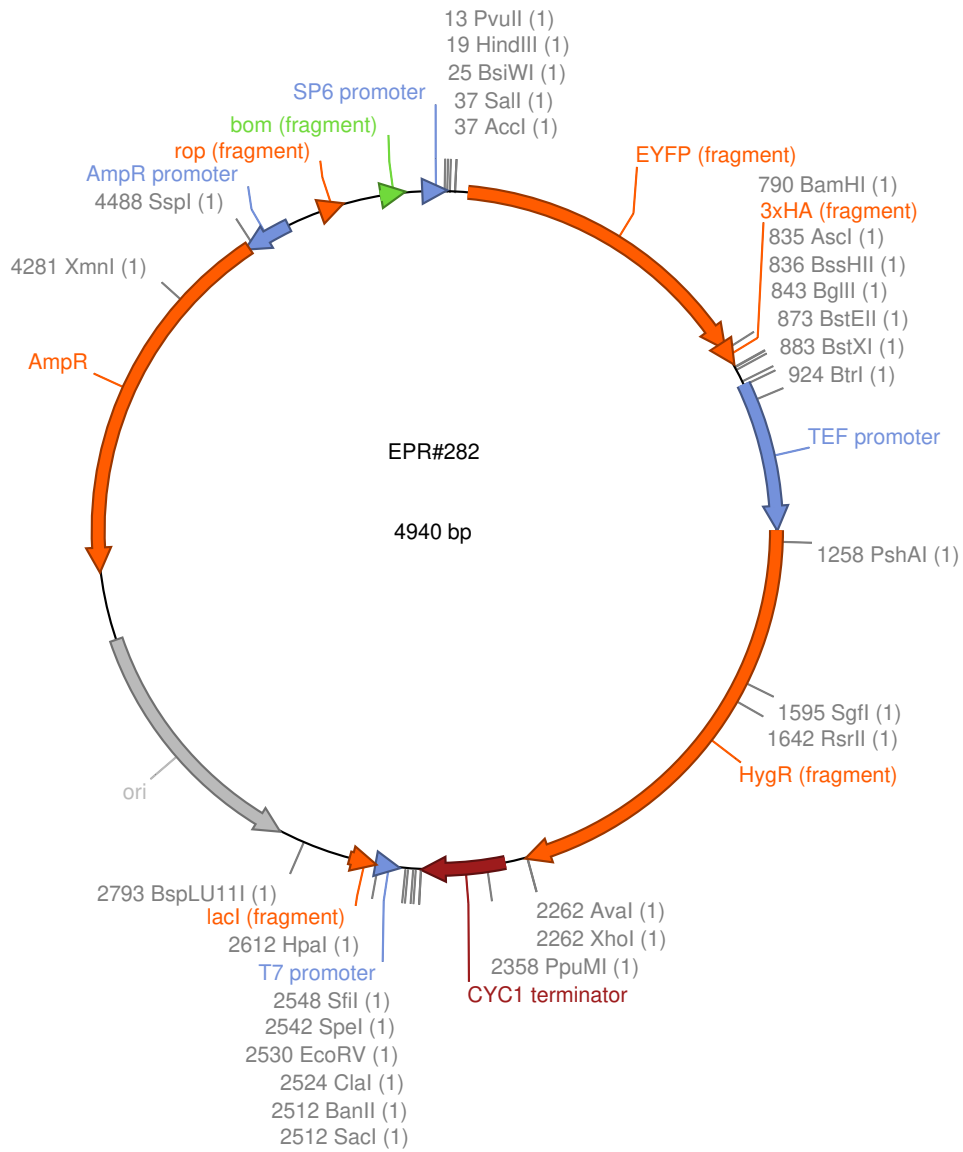 13 PvuII (1)
19 HindIII (1)
25 BsiWI (1)
37 SalI (1)
37 AccI (1)
SP6 promoter
bom (fragment)
rop (fragment)
AmpR promoter
4488 SspI (1)
4281 XmnI (1)
AmpR
EYFP (fragment)
790 BamHI (1)
3xHA (fragment)
835 AscI (1)
836 BssHII (1)
843 BglII (1)
873 BstEII (1)
883 BstXI (1)
924 BtrI (1)
TEF promoter
EPR#282
4940 bp
1258 PshAI (1)
1595 SgfI (1)
1642 RsrII (1)
HygR (fragment)
ori
2793 BspLU11I (1)
lacI (fragment)
2612 HpaI (1)
T7 promoter
2548 SfiI (1)
2542 SpeI (1)
2530 EcoRV (1)
2524 ClaI (1)
2512 BanII (1)
2512 SacI (1)
2262 AvaI (1)
2262 XhoI (1)
2358 PpuMI (1)
CYC1 terminator